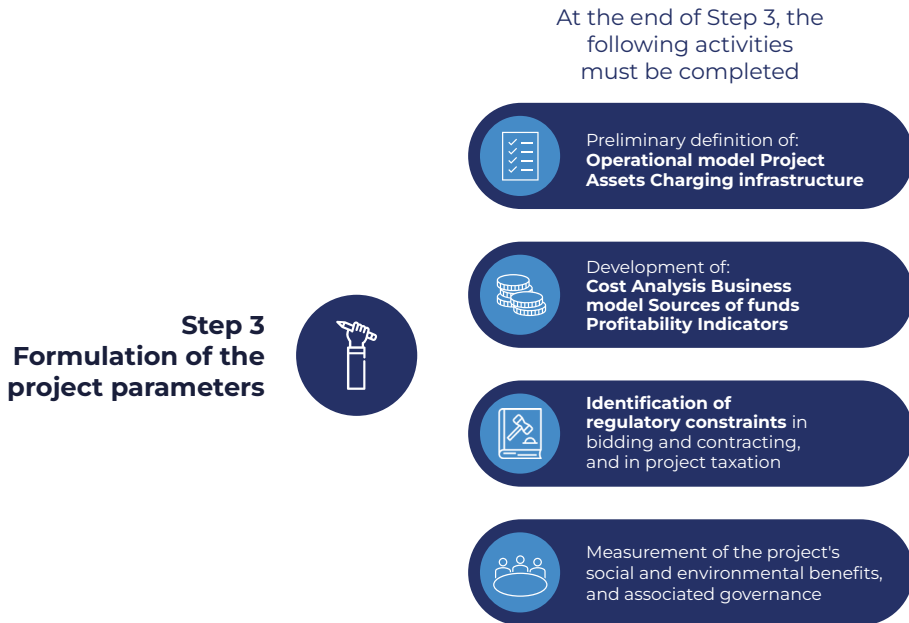 At the end of Step 3, the
following activities
must be completed
Preliminary definition of:
Operational model Project
Assets Charging infrastructure
Development of:
Cost Analysis Business
model Sources of funds
Profitability Indicators
Step 3
Formulation of the
project parameters
Identification of
regulatory constraints in
bidding and contracting,
and in project taxation
Measurement of the project's
social and environmental benefits,
and associated governance